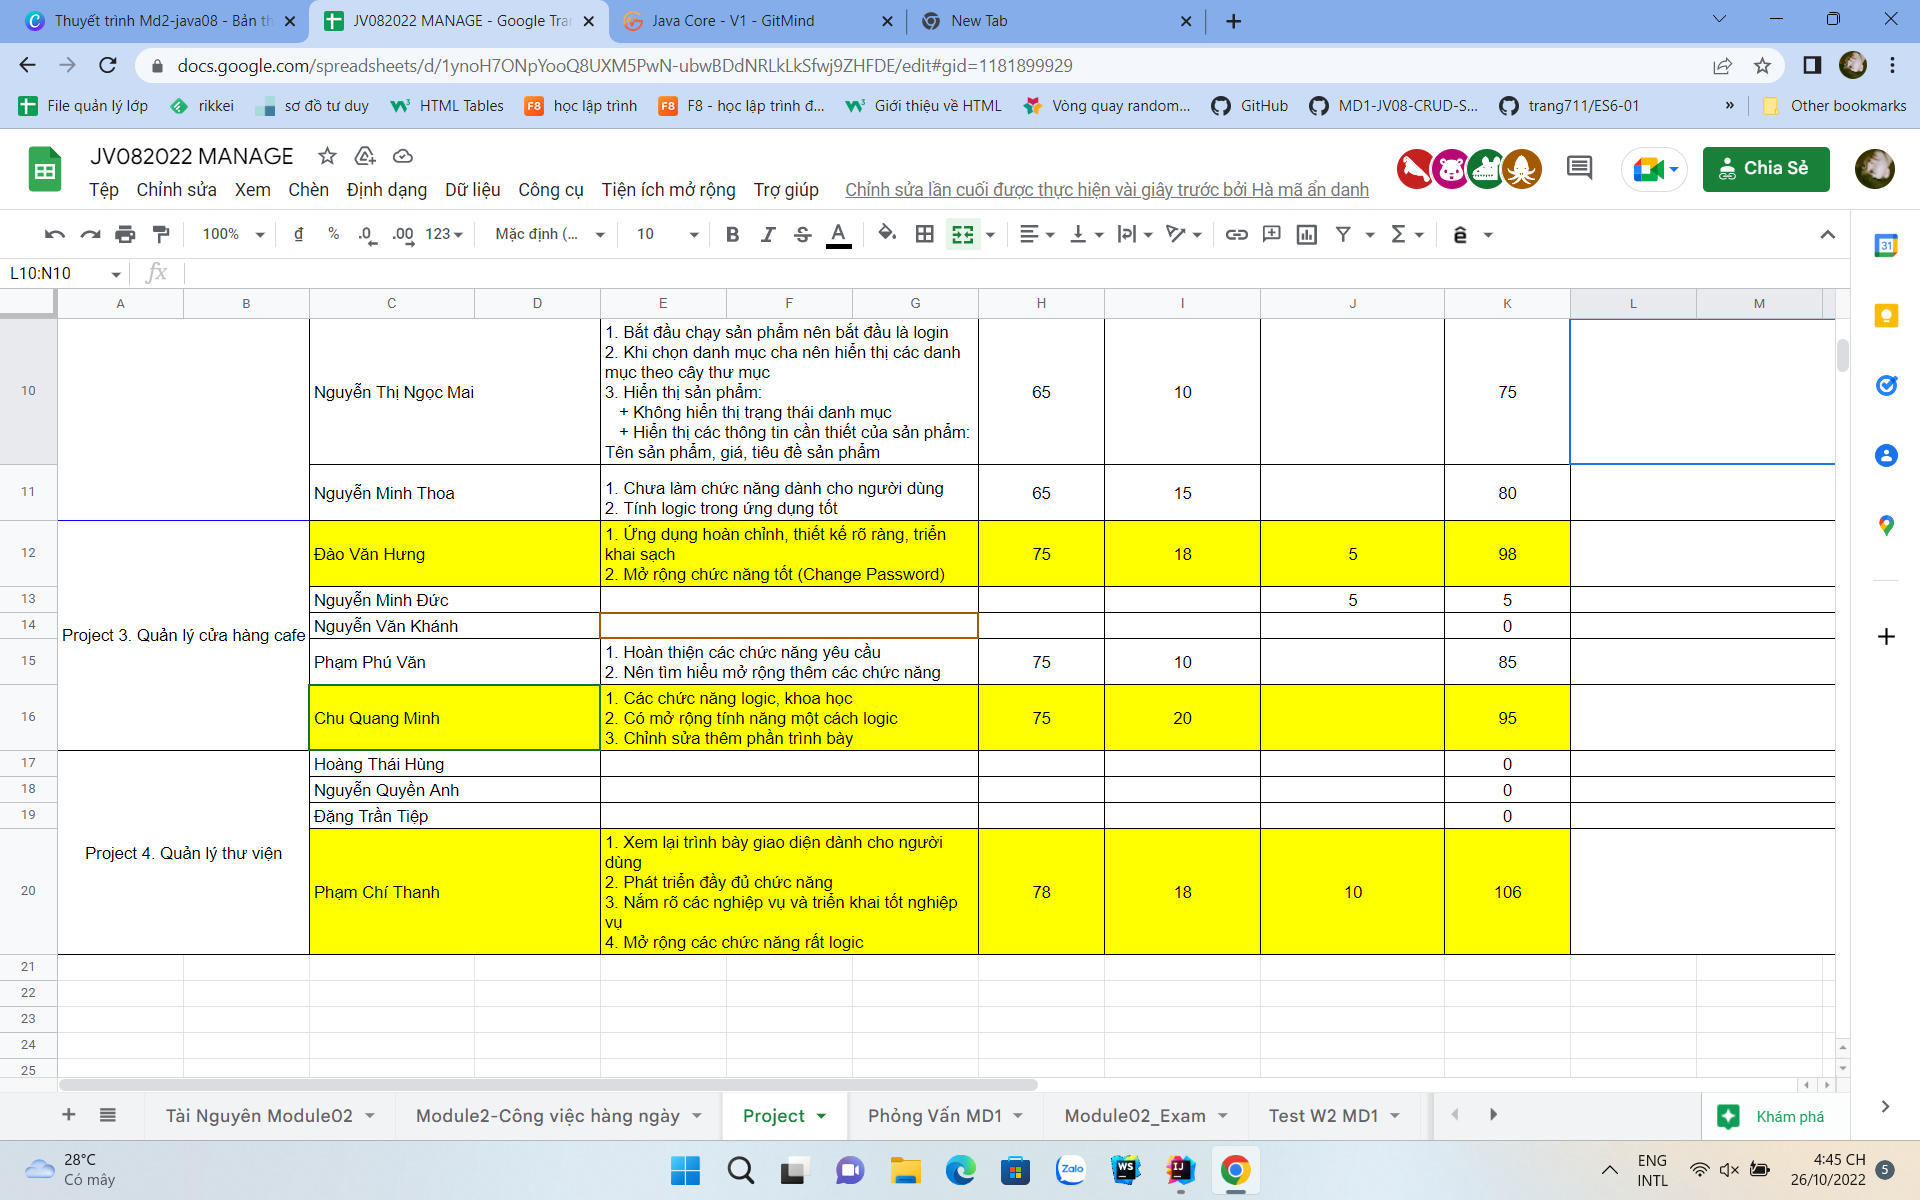 Thuyết trình Md2-java08 - Bản th
JV082022 MANAGE - Google Tra
Java Core - V1 - GitMind
New Tab
docs.google.com/spreadsheets/d/1ynoH7ONpYooQ8UXM5PwN-ubwBDdNRLkLkSfwj9ZHFDE/edit#gid=1181899929
File quản lý lớp
rikkei
sơ đồ tư duy
HTML Tables
học lập trình
F8 - học lập trình đ...
Giới thiệu về HTML
Vòng quay random...
GitHub
MD1-JV08-CRUD-S...
trang711/ES6-01
»
Other bookmarks
JV082022 MANAGE
Tệp Chỉnh sửa Xem Chèn Định dạng Dữ liệu Công cụ Tiện ích mở rộng Trợ giúp
Chỉnh sửa lần cuối được thực hiện vài giây trước bởi Hà mã ẩn danh
Chia Sẻ
100% đ % .0 .00 123 Mặc định (... 10 B I S A Σ ê
L10:N10 fx
A B C D E F G H I J K L M
10
Nguyễn Thị Ngọc Mai
1. Bắt đầu chạy sản phẩm nên bắt đầu là login
2. Khi chọn danh mục cha nên hiển thị các danh
mục theo cây thư mục
3. Hiển thị sản phẩm:
+ Không hiển thị trạng thái danh mục
+ Hiển thị các thông tin cần thiết của sản phẩm:
Tên sản phẩm, giá, tiêu đề sản phẩm
65 10 75
11
Nguyễn Minh Thoa
1. Chưa làm chức năng dành cho người dùng
2. Tính logic trong ứng dụng tốt
65 15 80
Project 3. Quản lý cửa hàng cafe
12
Đào Văn Hưng
1. Ứng dụng hoàn chỉnh, thiết kế rõ ràng, triển
khai sạch
2. Mở rộng chức năng tốt (Change Password)
75 18 5 98
13
Nguyễn Minh Đức
5 5
14
Nguyễn Văn Khánh
0
15
Phạm Phú Văn
1. Hoàn thiện các chức năng yêu cầu
2. Nên tìm hiểu mở rộng thêm các chức năng
75 10 85
16
Chu Quang Minh
1. Các chức năng logic, khoa học
2. Có mở rộng tính năng một cách logic
3. Chỉnh sửa thêm phần trình bày
75 20 95
Project 4. Quản lý thư viện
17
Hoàng Thái Hùng
0
18
Nguyễn Quyền Anh
0
19
Đặng Trần Tiệp
0
20
Phạm Chí Thanh
1. Xem lại trình bày giao diện dành cho người
dùng
2. Phát triển đầy đủ chức năng
3. Nắm rõ các nghiệp vụ và triển khai tốt nghiệp
vụ
4. Mở rộng các chức năng rất logic
78 18 10 106
21
22
23
24
25
Tài Nguyên Module02
Module2-Công việc hàng ngày
Project
Phỏng Vấn MD1
Module02_Exam
Test W2 MD1
Khám phá
31
28°C
Có mây
Zalo
WS
IJ
ENG
INTL
4:45 CH
26/10/2022
5